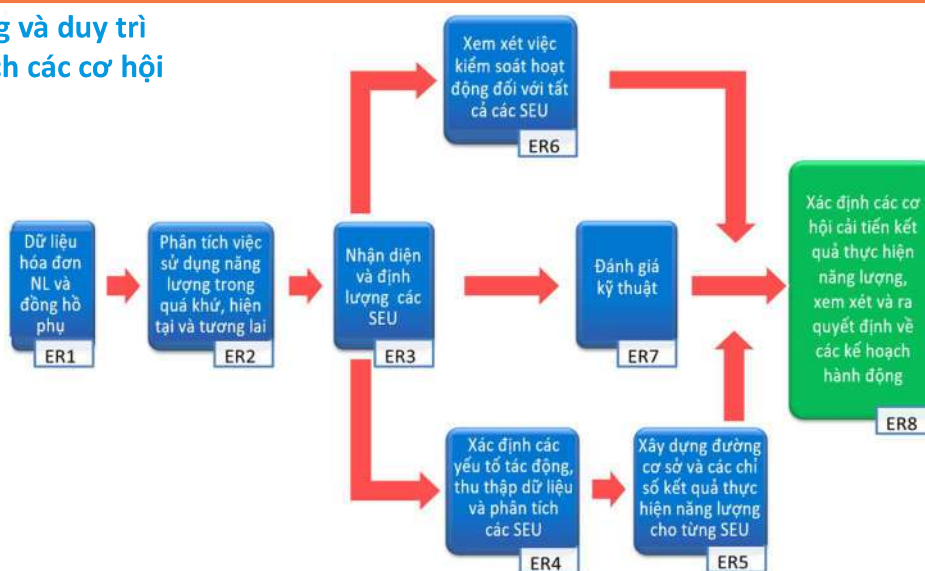 g và duy trì
ch các cơ hội
Xem xét việc
kiểm soát hoạt
động đối với tất
cả các SEU
ER6
Dữ liệu
hóa đơn
NL và
đồng hồ
phụ
ER1
Phân tích việc
sử dụng năng
lượng trong
quá khứ, hiện
tại và tương lai
ER2
Nhận diện
và định
lượng các
SEU
ER3
Đánh giá
kỹ thuật
ER7
Xác định các cơ
hội cải tiến kết
quả thực hiện
năng lượng,
xem xét và ra
quyết định về
các kế hoạch
hành động
ER8
Xác định các
yếu tố tác động,
thu thập dữ liệu
và phân tích
các SEU
ER4
Xây dựng đường
cơ sở và các chỉ
số kết quả thực
hiện năng lượng
cho từng SEU
ER5